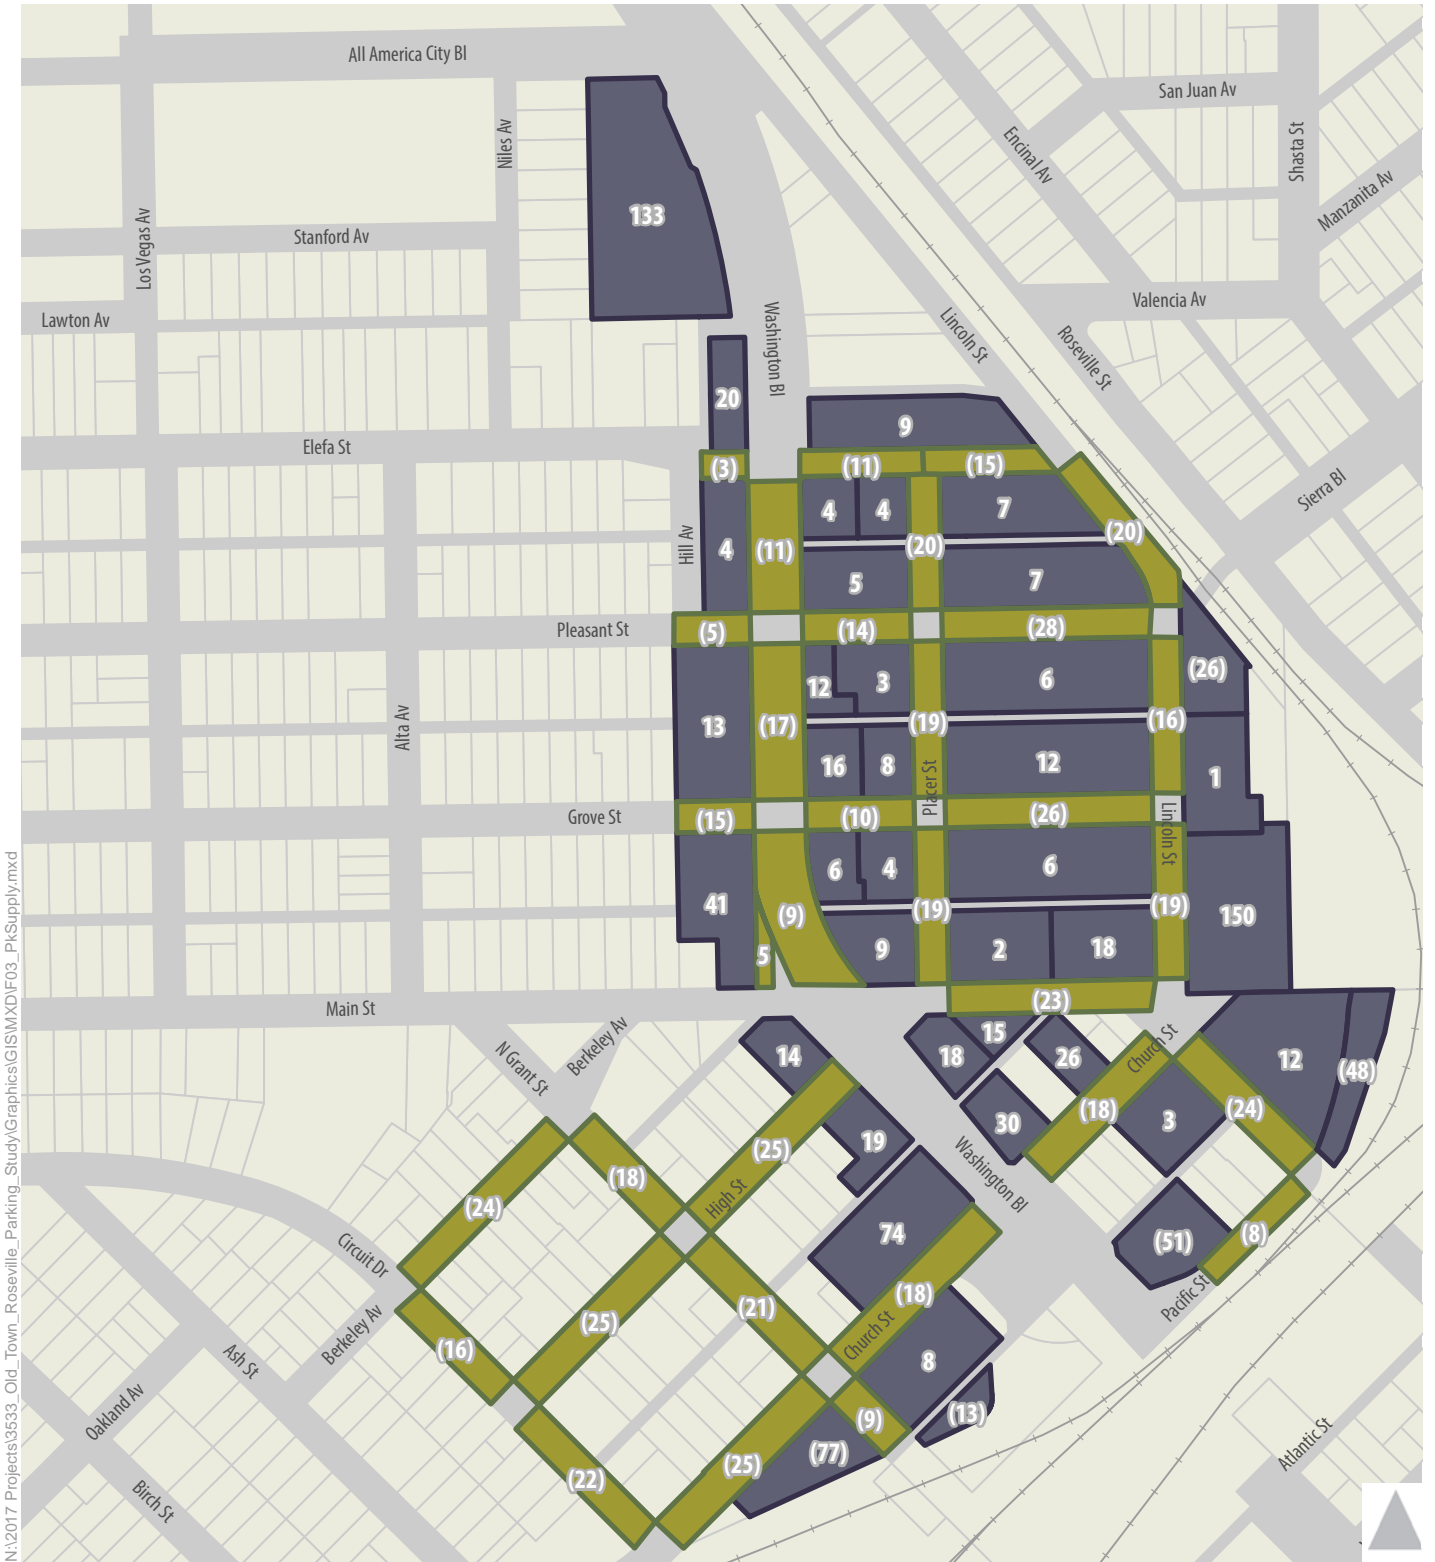 All America City Bl
San Juan Av
Encinal Av
Shasta St
Niles Av
Manzanita Av
133
Los Vegas Av
Stanford Av
Valencia Av
Lawton Av
Washington Bl
Lincoln St
Roseville St
20
9
Elefa St
(3)
(11)
(15)
Sierra Bl
4
4
7
Hill Av
4
(11)
(20)
(20)
5
7
Pleasant St
(5)
(14)
(28)
12
3
6
(26)
Alta Av
13
(17)
(19)
(16)
16
8
12
1
Placer St
Grove St
(15)
(10)
(26)
Lincoln St
6
4
6
41
(9)
(19)
(19)
150
5
9
2
18
Main St
(23)
N Grant St
Berkeley Av
14
18
15
26
Church St
12
(48)
30
(18)
3
(24)
19
(25)
(18)
High St
(24)
Washington Bl
74
(51)
(8)
Circuit Dr
Pacific St
(18)
(21)
(25)
Church St
Berkeley Av
(16)
8
Ash St
Oakland Av
(13)
(9)
(77)
(25)
(22)
Atlantic St
Birch St
N:\2017 Projects\3533_Old_Town_Roseville_Parking_Study\Graphics\GIS\MXD\F03_PkSupply.mxd